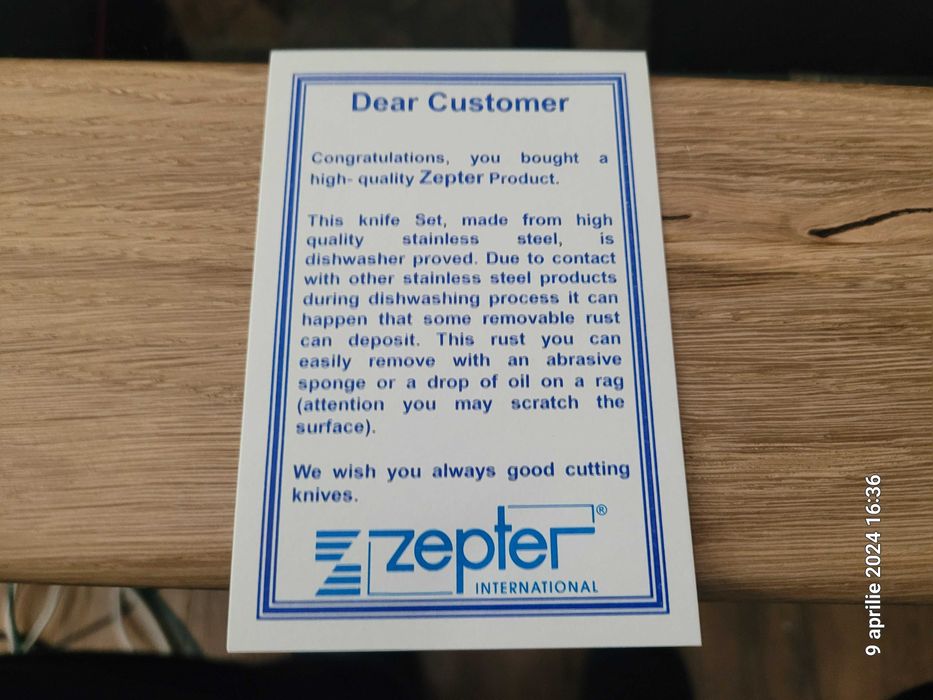 Dear Customer
Congratulations, you bought a
high- quality Zepter Product.
This knife Set, made from high
quality stainless steel, is
dishwasher proved. Due to contact
with other stainless steel products
during dishwashing process it can
happen that some removable rust
can deposit. This rust you can
easily remove with an abrasive
sponge or a drop of oil on a rag
(attention you may scratch the
surface).
We wish you always good cutting
knives.
zepter®
INTERNATIONAL
9 aprilie 2024 16:36